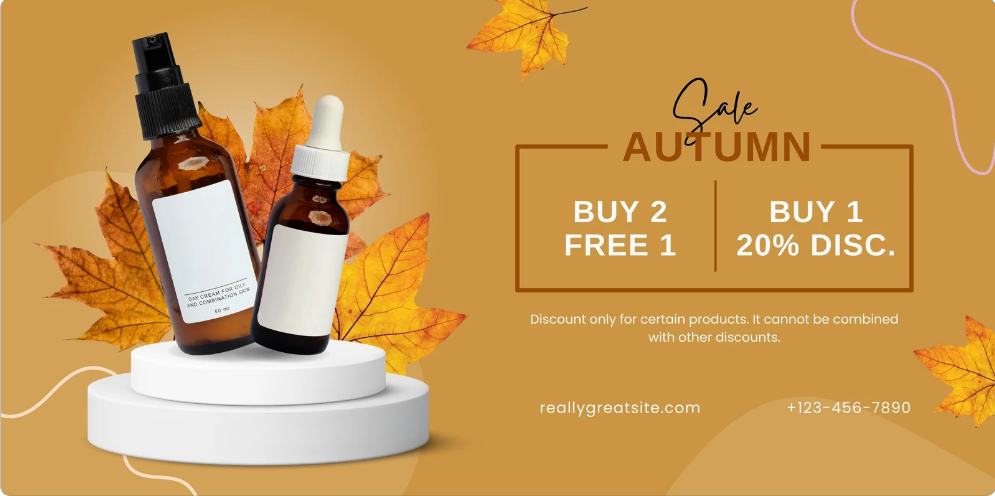 Sale
AUTUMN
BUY 2
FREE 1
BUY 1
20% DISC.
Discount only for certain products. It cannot be combined
with other discounts.
reallygreatsite.com
+123-456-7890
DAY CREAM FOR OILY
AND COMBINATION SKIN
60 ml